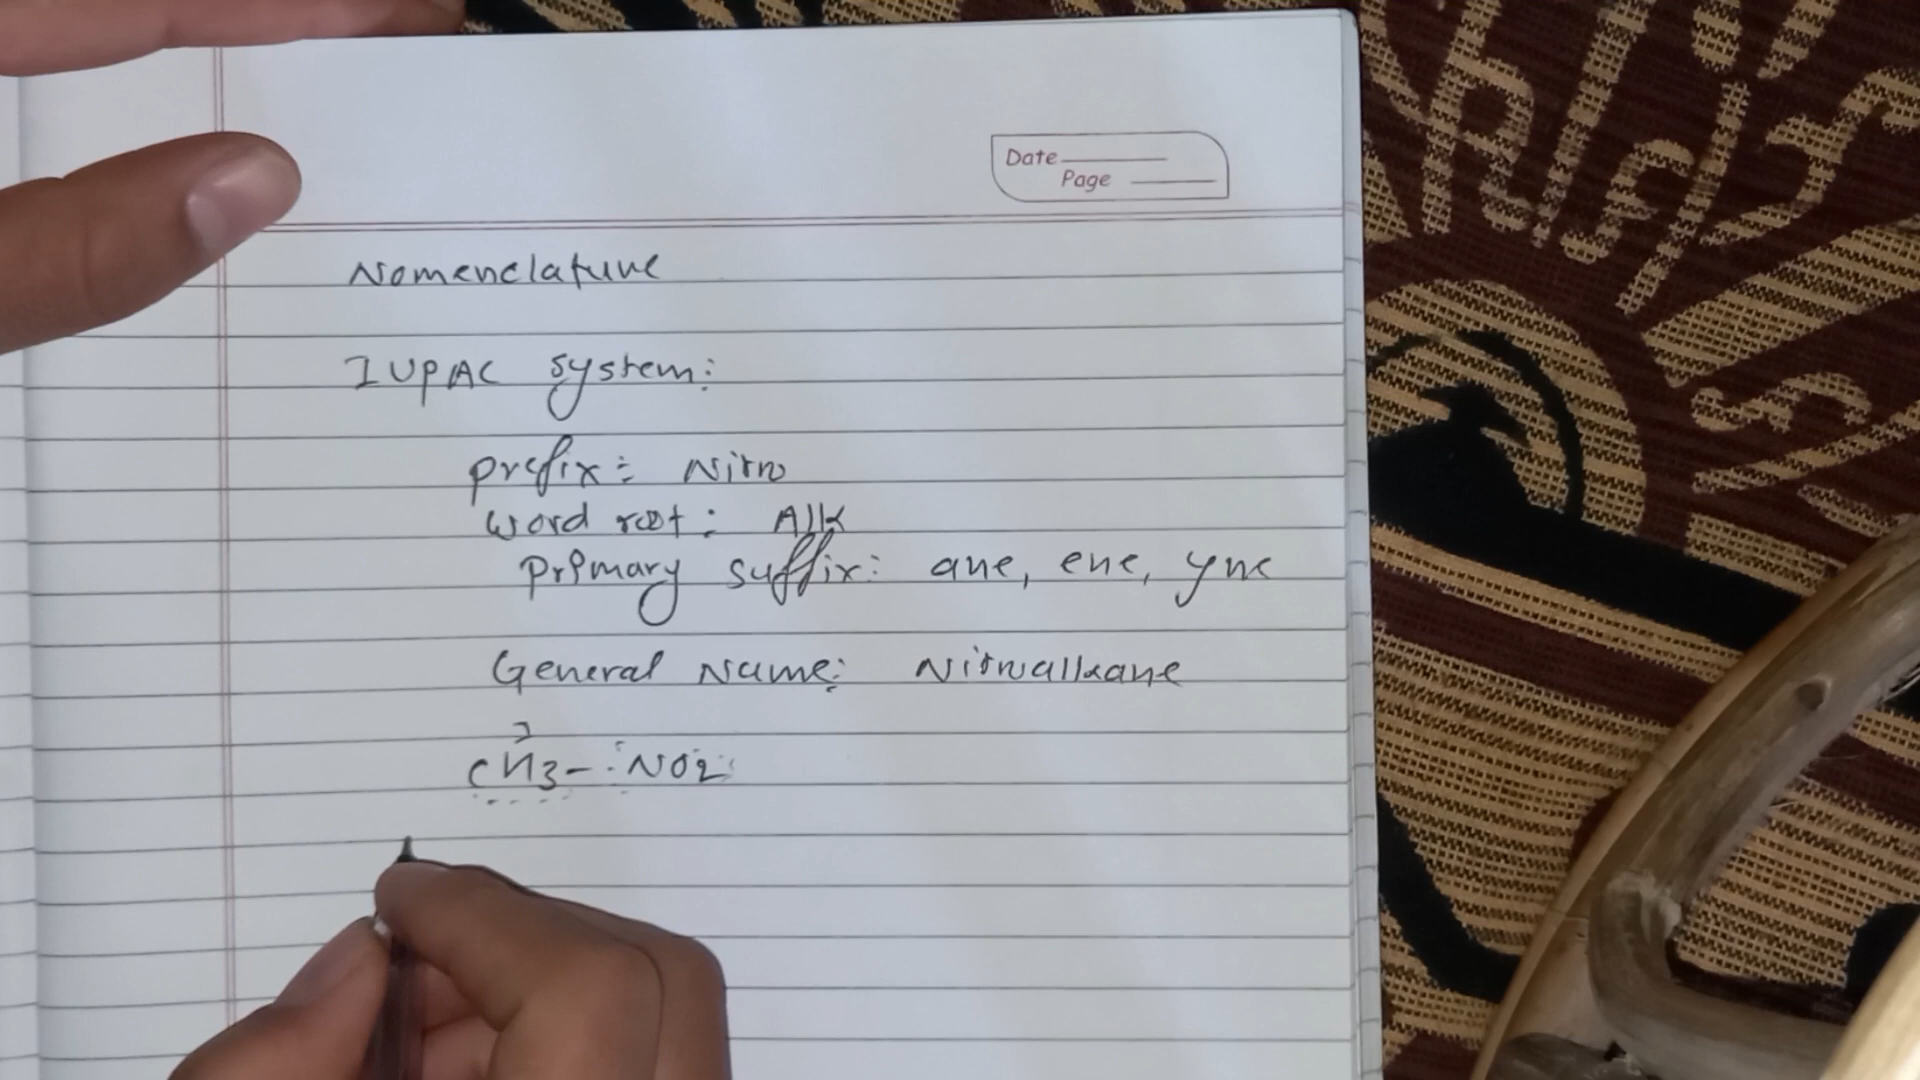 Date
Page
Nomenclature
IUPAC system:
prefix: Nitro
word root: Alk
Primary suffix: ane, ene, yne
General Name: Nitroalkane
CH3-NO2